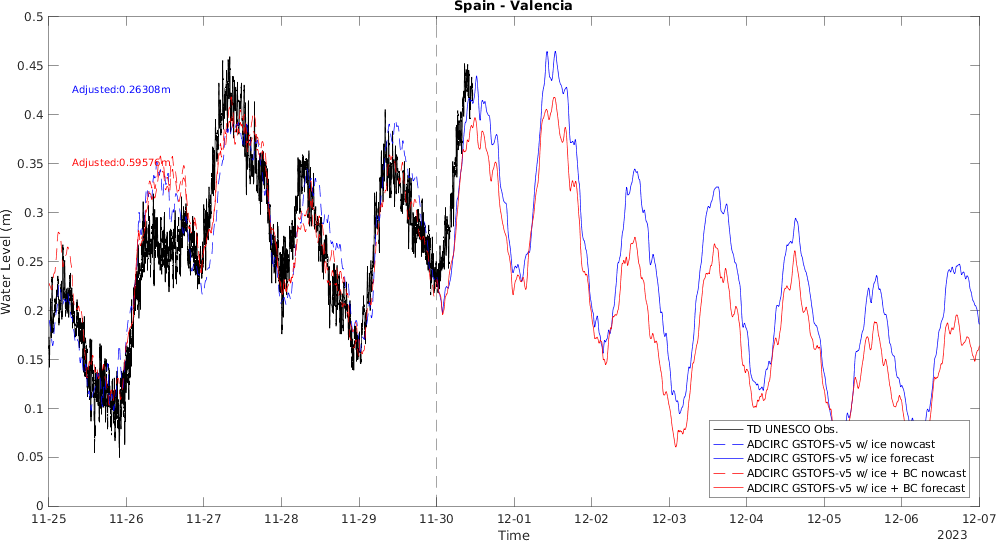 Spain - Valencia
0.5
0.45
0.4
0.35
0.3
0.25
0.2
0.15
0.1
0.05
0
Water Level (m)
Adjusted:0.26308m
11-25
11-26
11-27
11-28
11-29
11-30
12-01
12-02
12-03
12-04
12-05
12-06
12-07
Time
2023
TD UNESCO Obs.
ADCIRC GSTOFS-v5 w/ ice nowcast
ADCIRC GSTOFS-v5 w/ ice forecast
ADCIRC GSTOFS-v5 w/ ice + BC nowcast
ADCIRC GSTOFS-v5 w/ ice + BC forecast